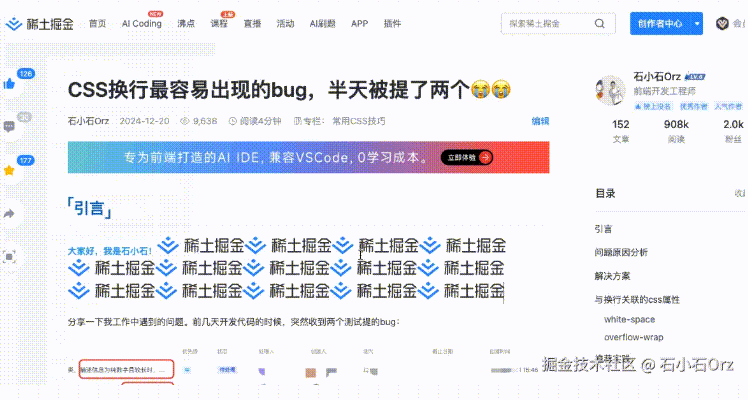 稀土掘金 首页 AI Coding NEW 沸点 课程 直播 活动 AI刷题 APP 插件 探索稀土掘金 创作者中心
126
CSS换行最容易出现的bug，半天被提了两个😭😭
石小石Orz 2024-12-20 9,638 阅读4分钟 专栏： 常用CSS技巧 编辑
177
专为前端打造的AI IDE, 兼容VSCode, 0学习成本。 立即体验
「引言」
大家好，我是石小石！ 稀土掘金 稀土掘金 稀土掘金 稀土掘金
稀土掘金 稀土掘金 稀土掘金 稀土掘金 稀土掘金
稀土掘金 稀土掘金 稀土掘金 稀土掘金 稀土掘金
分享一下我工作中遇到的问题。前几天开发代码的时候，突然收到两个测试提的bug：
石小石Orz
前端开发工程师
榜上没名 优秀作者 人气作者
152 908k 2.0k
文章 阅读 粉丝
目录
引言
问题原因分析
解决方案
与换行关联的css属性
white-space
overflow-wrap
掘金技术社区 @ 石小石Orz